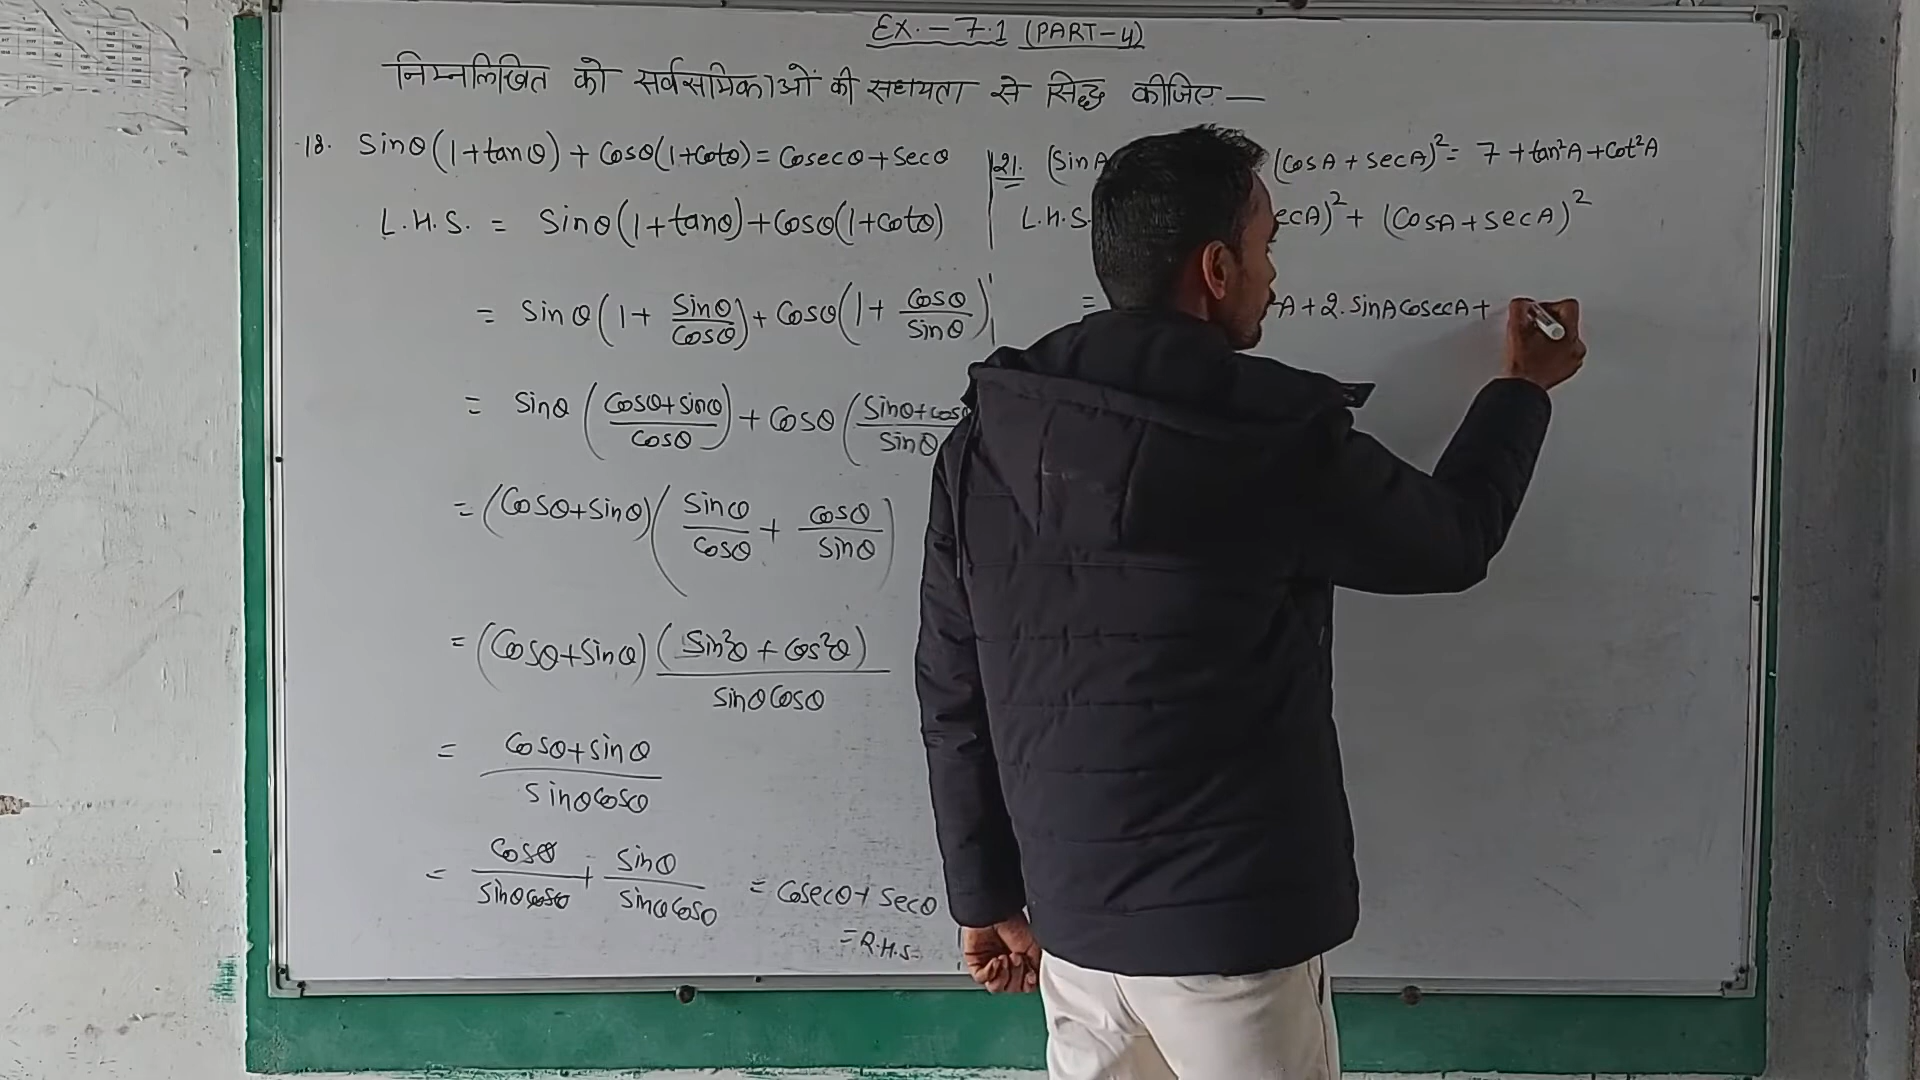 EX.-7.1 (PART-4)
निम्नलिखित को सर्वसमिकाओं की सहायता से सिद्ध कीजिए —
18. Sinθ(1+tanθ) + Cosθ(1+Cotθ) = Cosecθ + Secθ
L.H.S. = Sinθ(1+tanθ)+Cosθ(1+Cotθ)
= Sinθ(1+ Sinθ/Cosθ) + Cosθ(1+ Cosθ/Sinθ)
= Sinθ (Cosθ+Sinθ/Cosθ) + Cosθ (Sinθ+Cosθ/Sinθ
= (Cosθ+Sinθ)(Sinθ/Cosθ + Cosθ/Sinθ)
= (Cosθ+Sinθ) (Sin²θ + Cos²θ)/SinθCosθ
= Cosθ+Sinθ/SinθCosθ
= Cosθ/SinθCosθ + Sinθ/SinθCosθ = Cosecθ + Secθ
= R.H.S.
21. (SinA (CosA + SecA)² = 7 + tan²A + Cot²A
L.H.S. ecA)² + (CosA + SecA)²
= A + 2.SinACosecA +